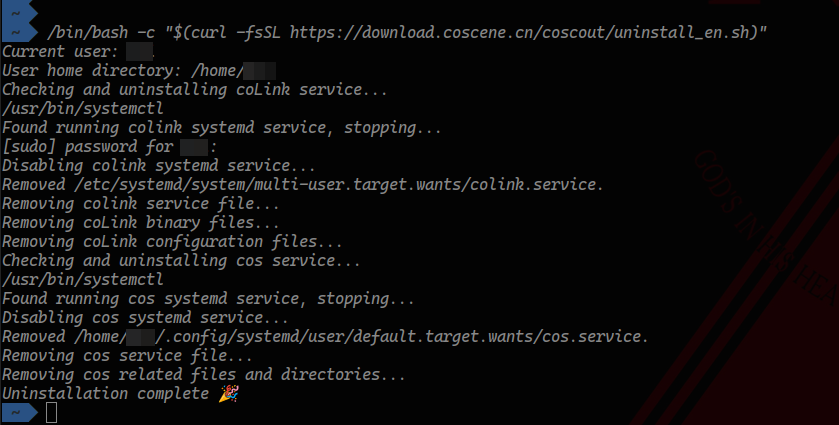 ~
~ /bin/bash -c "$(curl -fsSL https://download.coscene.cn/coscout/uninstall_en.sh)"
Current user:
User home directory: /home/
Checking and uninstalling coLink service...
/usr/bin/systemctl
Found running colink systemd service, stopping...
[sudo] password for :
Disabling colink systemd service...
Removed /etc/systemd/system/multi-user.target.wants/colink.service.
Removing colink service file...
Removing coLink binary files...
Removing coLink configuration files...
Checking and uninstalling cos service...
/usr/bin/systemctl
Found running cos systemd service, stopping...
Disabling cos systemd service...
Removed /home/ /.config/systemd/user/default.target.wants/cos.service.
Removing cos service file...
Removing cos related files and directories...
Uninstallation complete 🎉
~
GOD'S IN HIS HEA